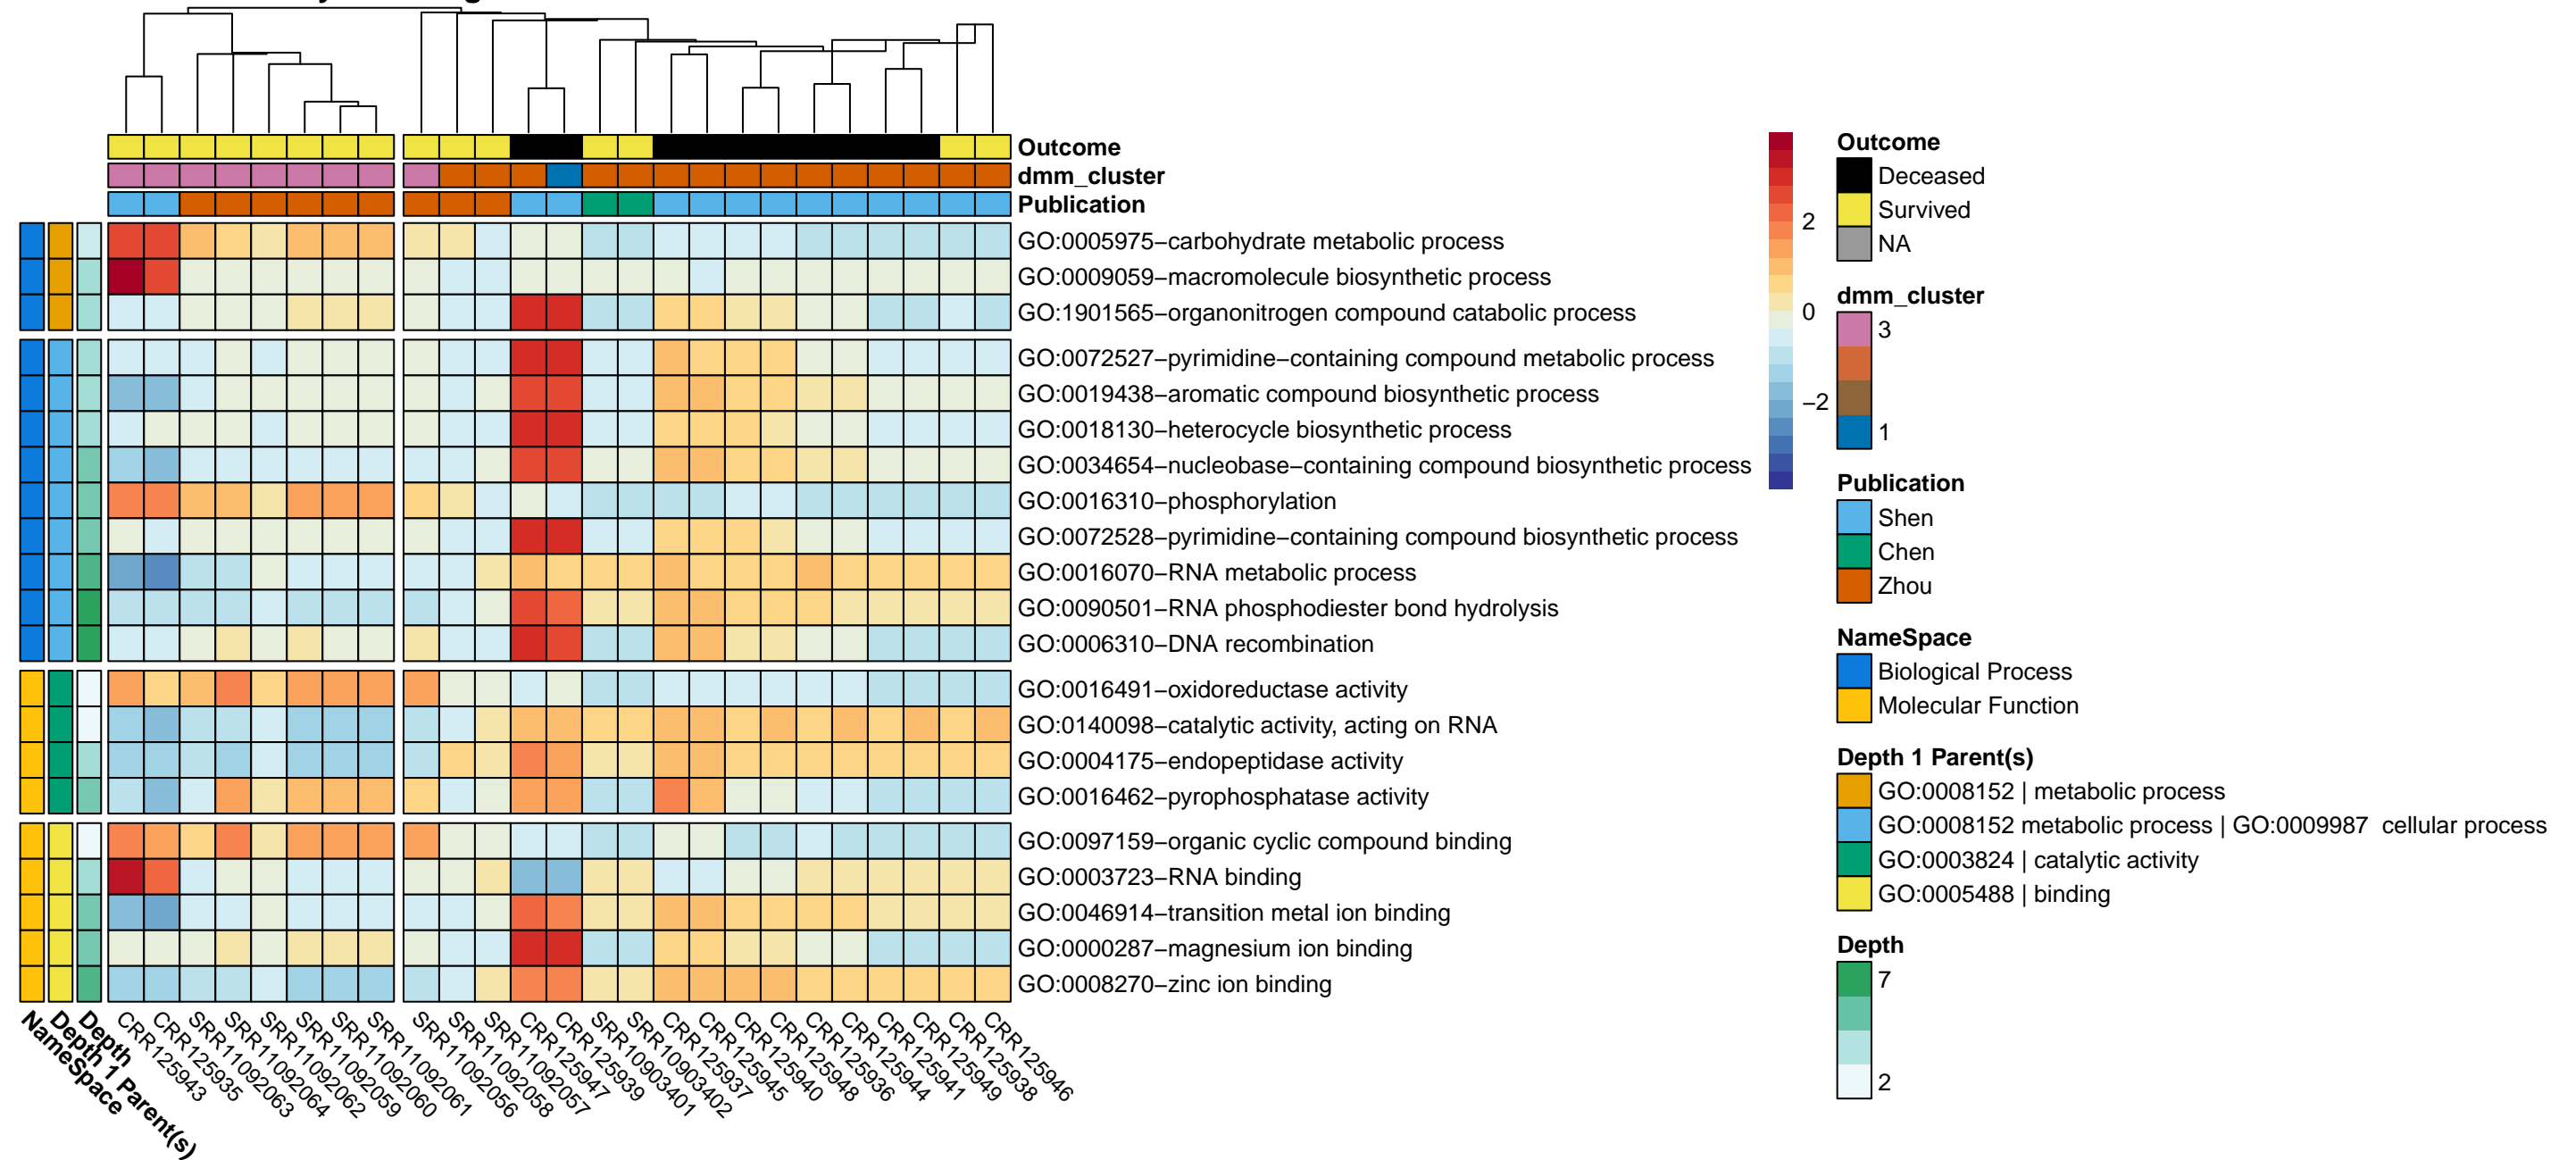 Outcome
dmm_cluster
Publication
GO:0005975−carbohydrate metabolic process
GO:0009059−macromolecule biosynthetic process
GO:1901565−organonitrogen compound catabolic process
GO:0072527−pyrimidine−containing compound metabolic process
GO:0019438−aromatic compound biosynthetic process
GO:0018130−heterocycle biosynthetic process
GO:0034654−nucleobase−containing compound biosynthetic process
GO:0016310−phosphorylation
GO:0072528−pyrimidine−containing compound biosynthetic process
GO:0016070−RNA metabolic process
GO:0090501−RNA phosphodiester bond hydrolysis
GO:0006310−DNA recombination
GO:0016491−oxidoreductase activity
GO:0140098−catalytic activity, acting on RNA
GO:0004175−endopeptidase activity
GO:0016462−pyrophosphatase activity
GO:0097159−organic cyclic compound binding
GO:0003723−RNA binding
GO:0046914−transition metal ion binding
GO:0000287−magnesium ion binding
GO:0008270−zinc ion binding
NameSpace
Depth 1 Parent(s)
Depth
CRR125943
CRR125935
SRR11092063
SRR11092064
SRR11092062
SRR11092059
SRR11092060
SRR11092061
SRR11092056
SRR11092058
SRR11092057
CRR125947
CRR125939
SRR10903401
SRR10903402
CRR125937
CRR125945
CRR125940
CRR125948
CRR125936
CRR125944
CRR125941
CRR125949
CRR125938
CRR125946
2
0
−2
Outcome
Deceased
Survived
NA
dmm_cluster
3
1
Publication
Shen
Chen
Zhou
NameSpace
Biological Process
Molecular Function
Depth 1 Parent(s)
GO:0008152 | metabolic process
GO:0008152 metabolic process | GO:0009987 cellular process
GO:0003824 | catalytic activity
GO:0005488 | binding
Depth
7
2